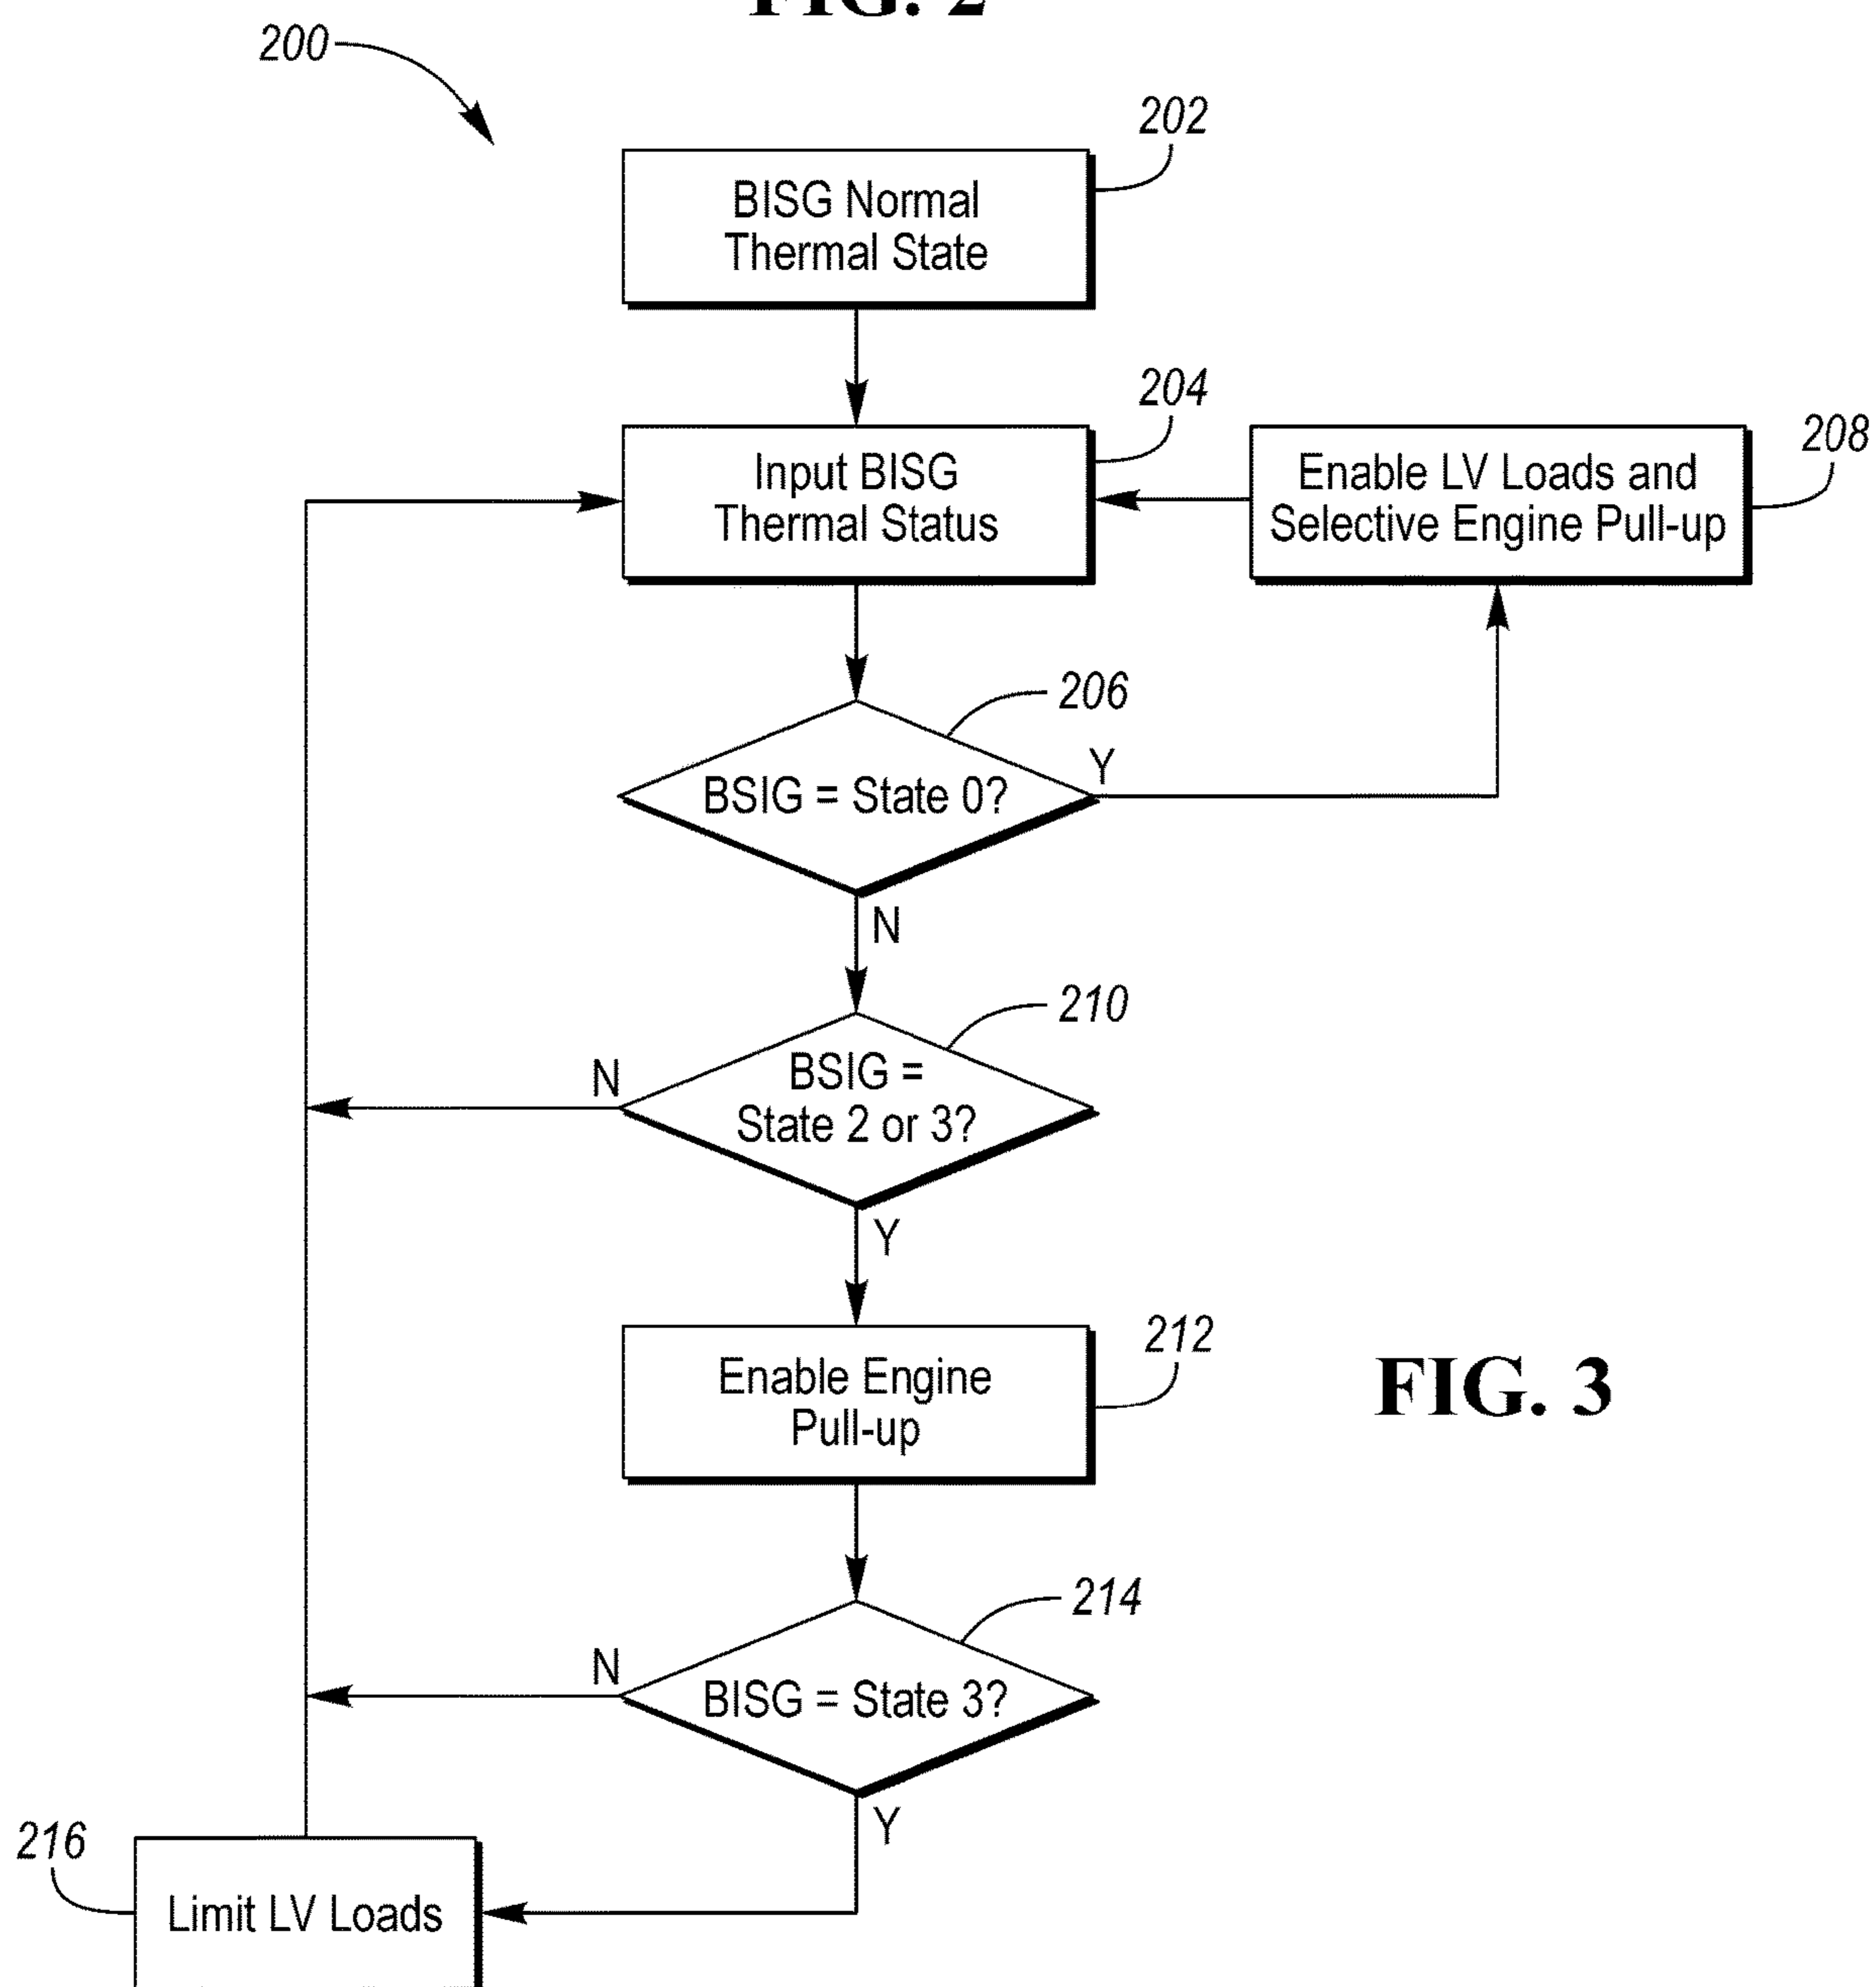 FIG. 2
200
202
BISG Normal
Thermal State
204
Input BISG
Thermal Status
208
Enable LV Loads and
Selective Engine Pull-up
206
BSIG = State 0?
Y
N
210
BSIG =
State 2 or 3?
N
Y
212
Enable Engine
Pull-up
FIG. 3
214
BISG = State 3?
N
Y
216
Limit LV Loads